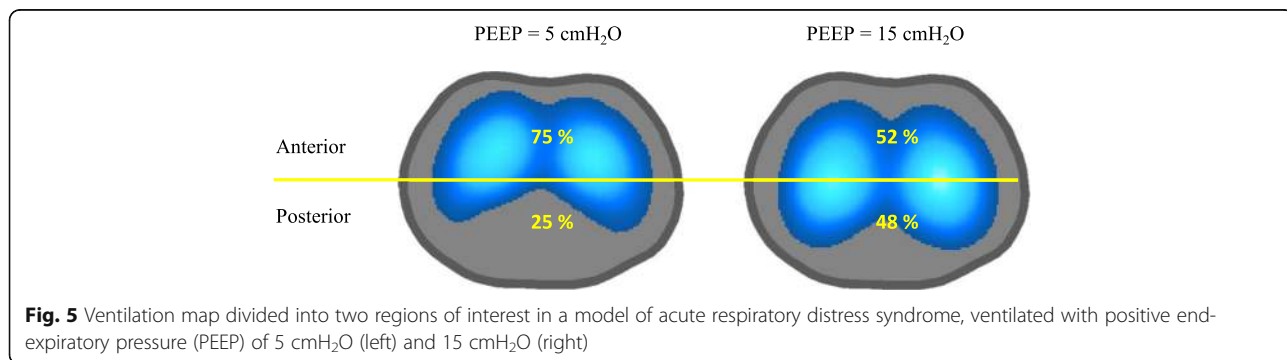 PEEP = 5 cmH₂O PEEP = 15 cmH₂O
Anterior 75 % 52 %
Posterior 25 % 48 %
Fig. 5 Ventilation map divided into two regions of interest in a model of acute respiratory distress syndrome, ventilated with positive end-
expiratory pressure (PEEP) of 5 cmH₂O (left) and 15 cmH₂O (right)